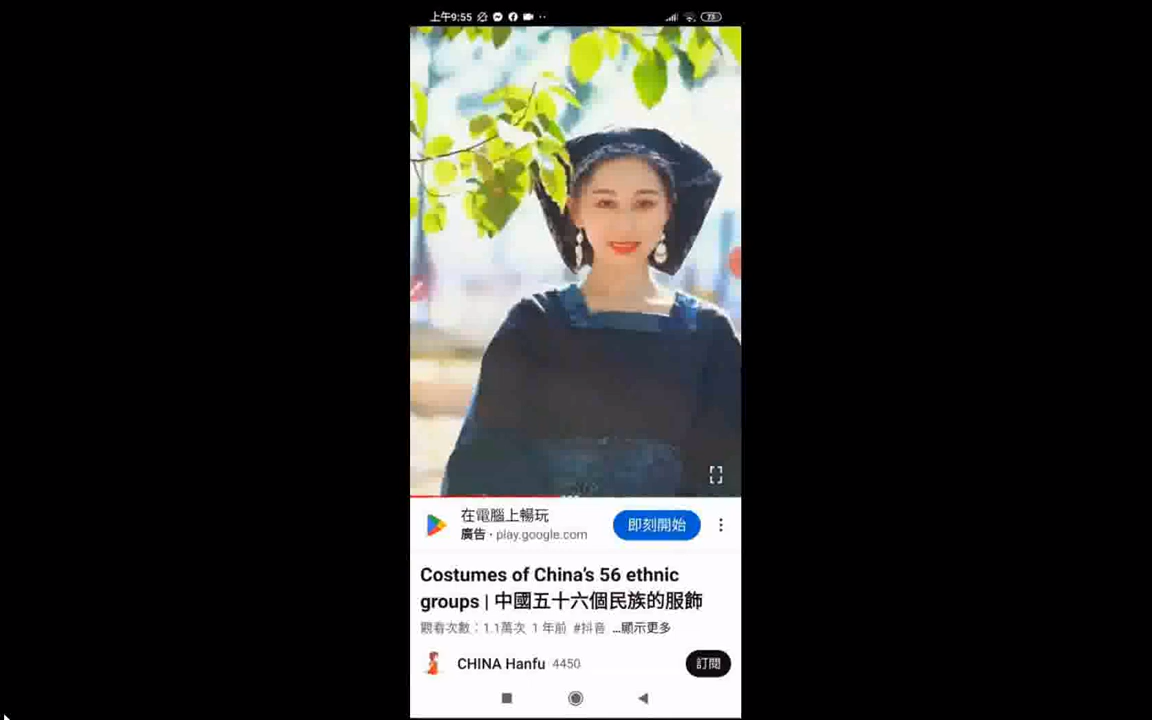 上午9:55
73
在電腦上暢玩
廣告 · play.google.com
即刻開始
Costumes of China's 56 ethnic
groups | 中國五十六個民族的服飾
觀看次數：1.1萬次 1 年前 #抖音 ...顯示更多
CHINA Hanfu 4450
訂閱